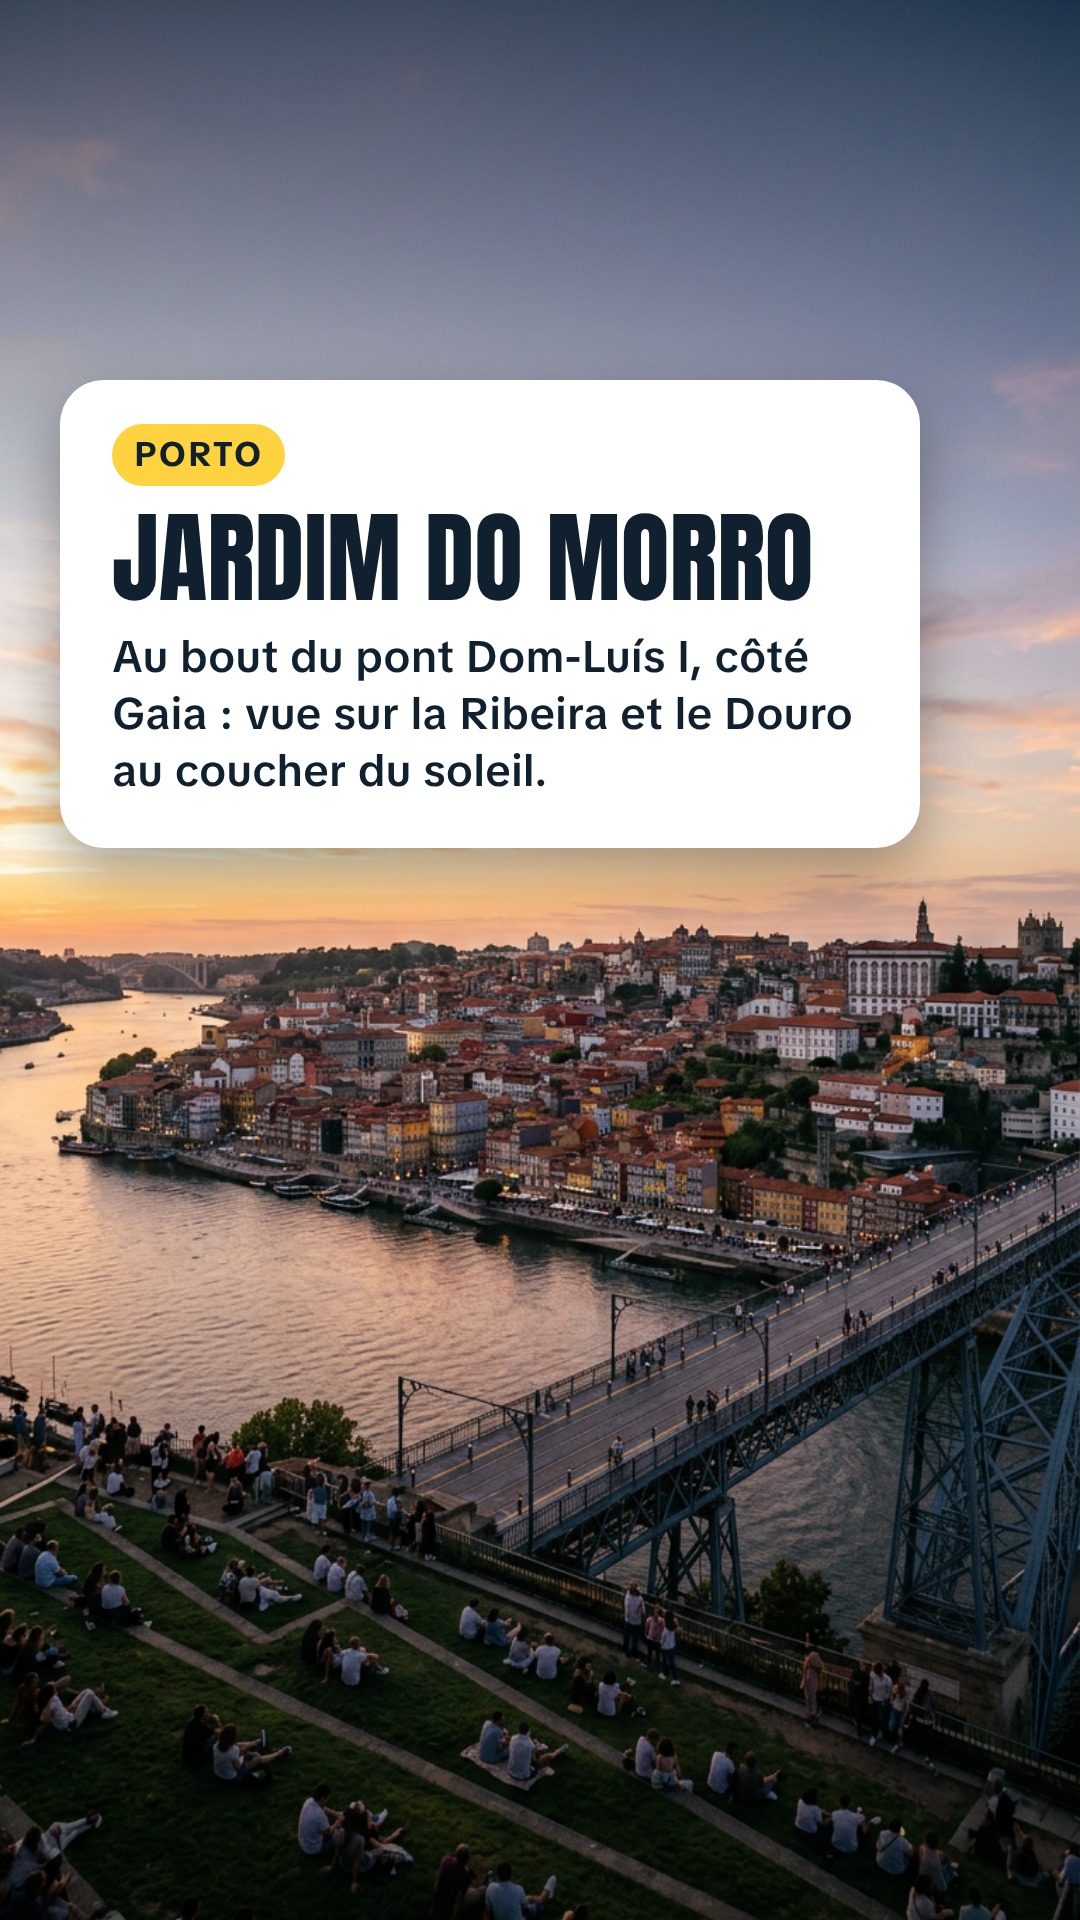 PORTO
JARDIM DO MORRO
Au bout du pont Dom-Luís I, côté
Gaia : vue sur la Ribeira et le Douro
au coucher du soleil.